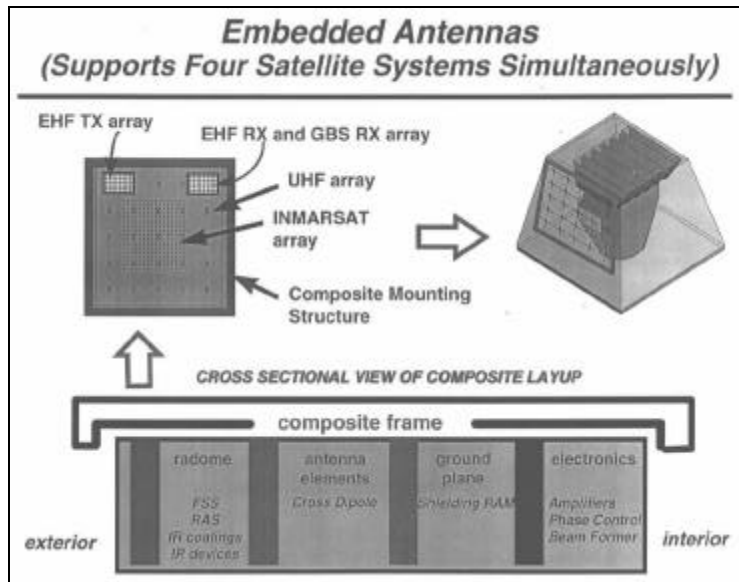 Embedded Antennas
(Supports Four Satellite Systems Simultaneously)
EHF TX array
EHF RX and GBS RX array
UHF array
INMARSAT
array
Composite Mounting
Structure
CROSS SECTIONAL VIEW OF COMPOSITE LAYUP
composite frame
radome
FSS
RAS
IR coatings
IR devices
antenna
elements
Cross Dipole
ground
plane
Shielding RAM
electronics
Amplifiers
Phase Control
Beam Former
exterior
interior